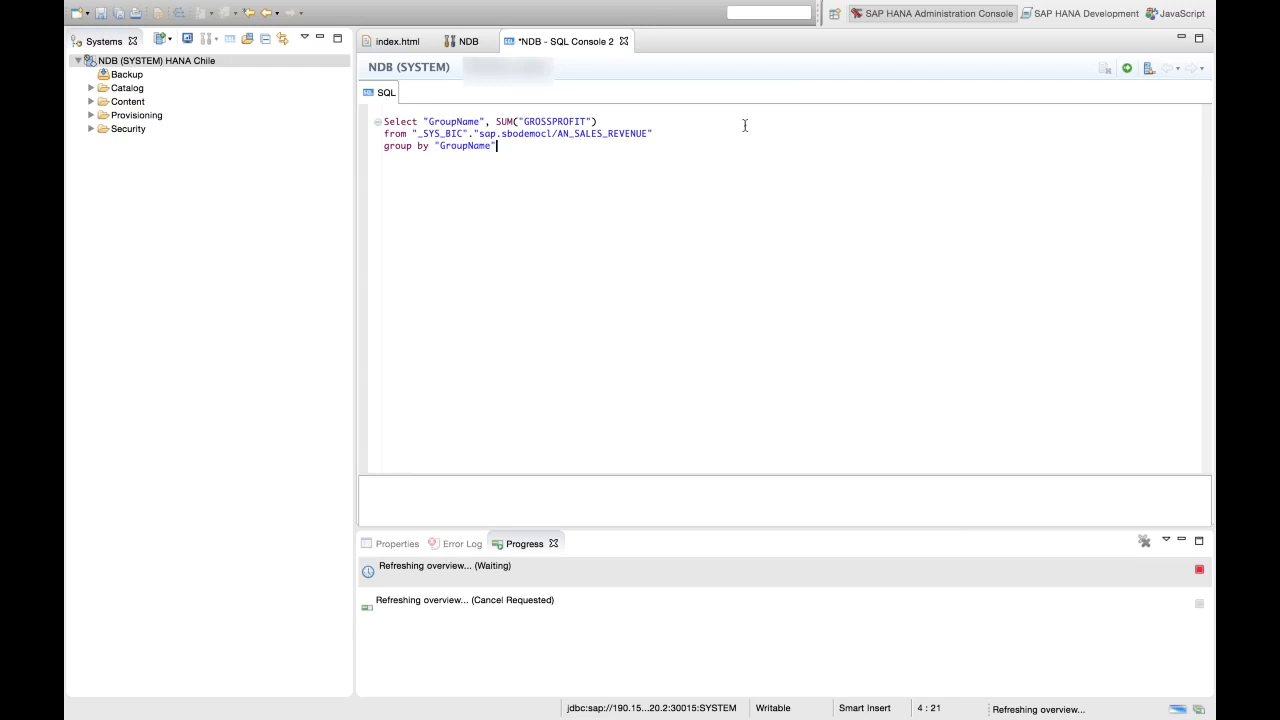 SAP HANA Administration Console
SAP HANA Development
JavaScript
Systems
index.html
NDB
*NDB - SQL Console 2
NDB (SYSTEM) HANA Chile
Backup
Catalog
Content
Provisioning
Security
NDB (SYSTEM)
SQL
Select "GroupName", SUM("GROSSPROFIT")
from "_SYS_BIC"."sap.sbodemocl/AN_SALES_REVENUE"
group by "GroupName"
Properties
Error Log
Progress
Refreshing overview... (Waiting)
Refreshing overview... (Cancel Requested)
jdbc:sap://190.15...20.2:30015:SYSTEM
Writable
Smart Insert
4 : 21
Refreshing overview...